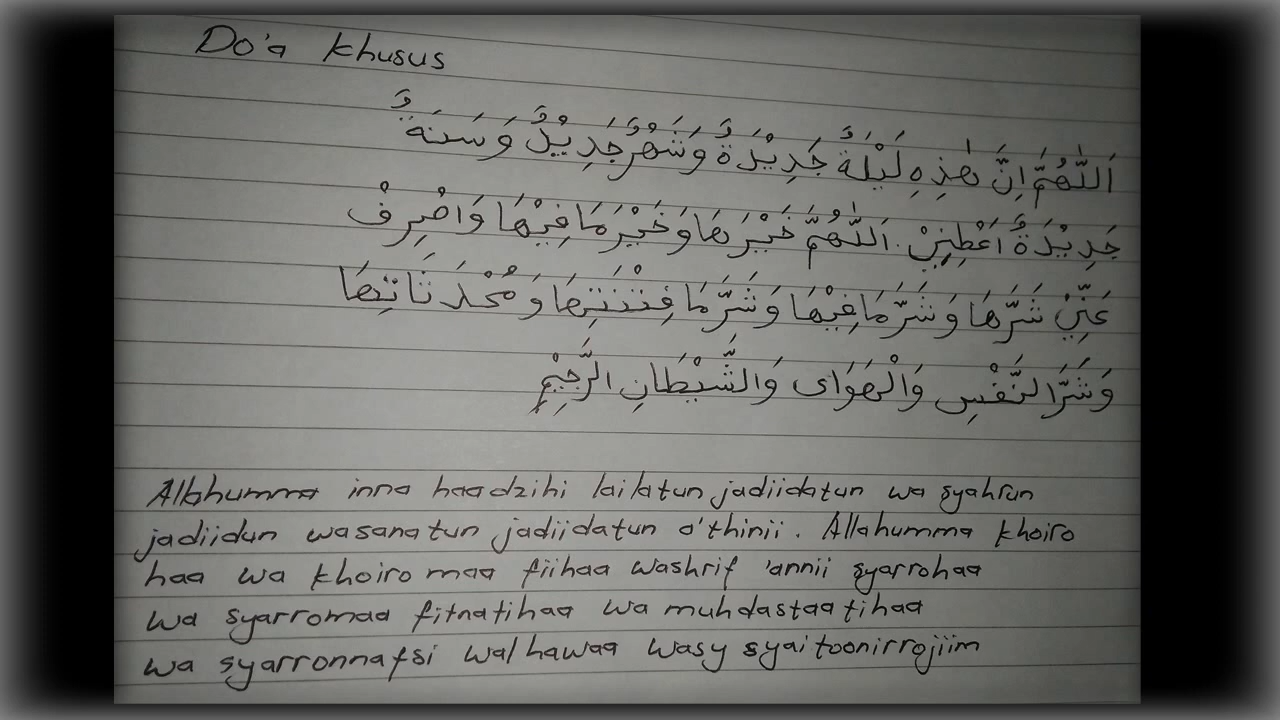 Do'a khusus
اَللّٰهُمَّ اِنَّ هٰذِهِ لَيْلَةٌ جَدِيْدَةٌ وَشَهْرٌ جَدِيْدٌ وَسَنَةٌ
جَدِيْدَةٌ اَعْطِنِيْ. اَللّٰهُمَّ خَيْرَهَا وَخَيْرَمَا فِيْهَا وَاصْرِفْ
عَنِّيْ شَرَّهَا وَشَرَّمَا فِيْهَا وَشَرَّمَا فِتْنَتِهَا وَمُحْدَثَاتِهَا
وَشَرَّالنَّفْسِ وَالْهَوَاى وَالشَّيْطَانِ الرَّجِيْمِ
Allahumma inna haadzihi lailatun jadiidatun wa syahrun
jadiidun wasanatun jadiidatun a'thinii. Allahumma khoiro
haa wa khoiro maa fiihaa washrif 'annii syarrohaa
wa syarromaa fitnatihaa wa muhdastaatihaa
wa syarronnafsi walhawaa wasy syaitoonirrojiim